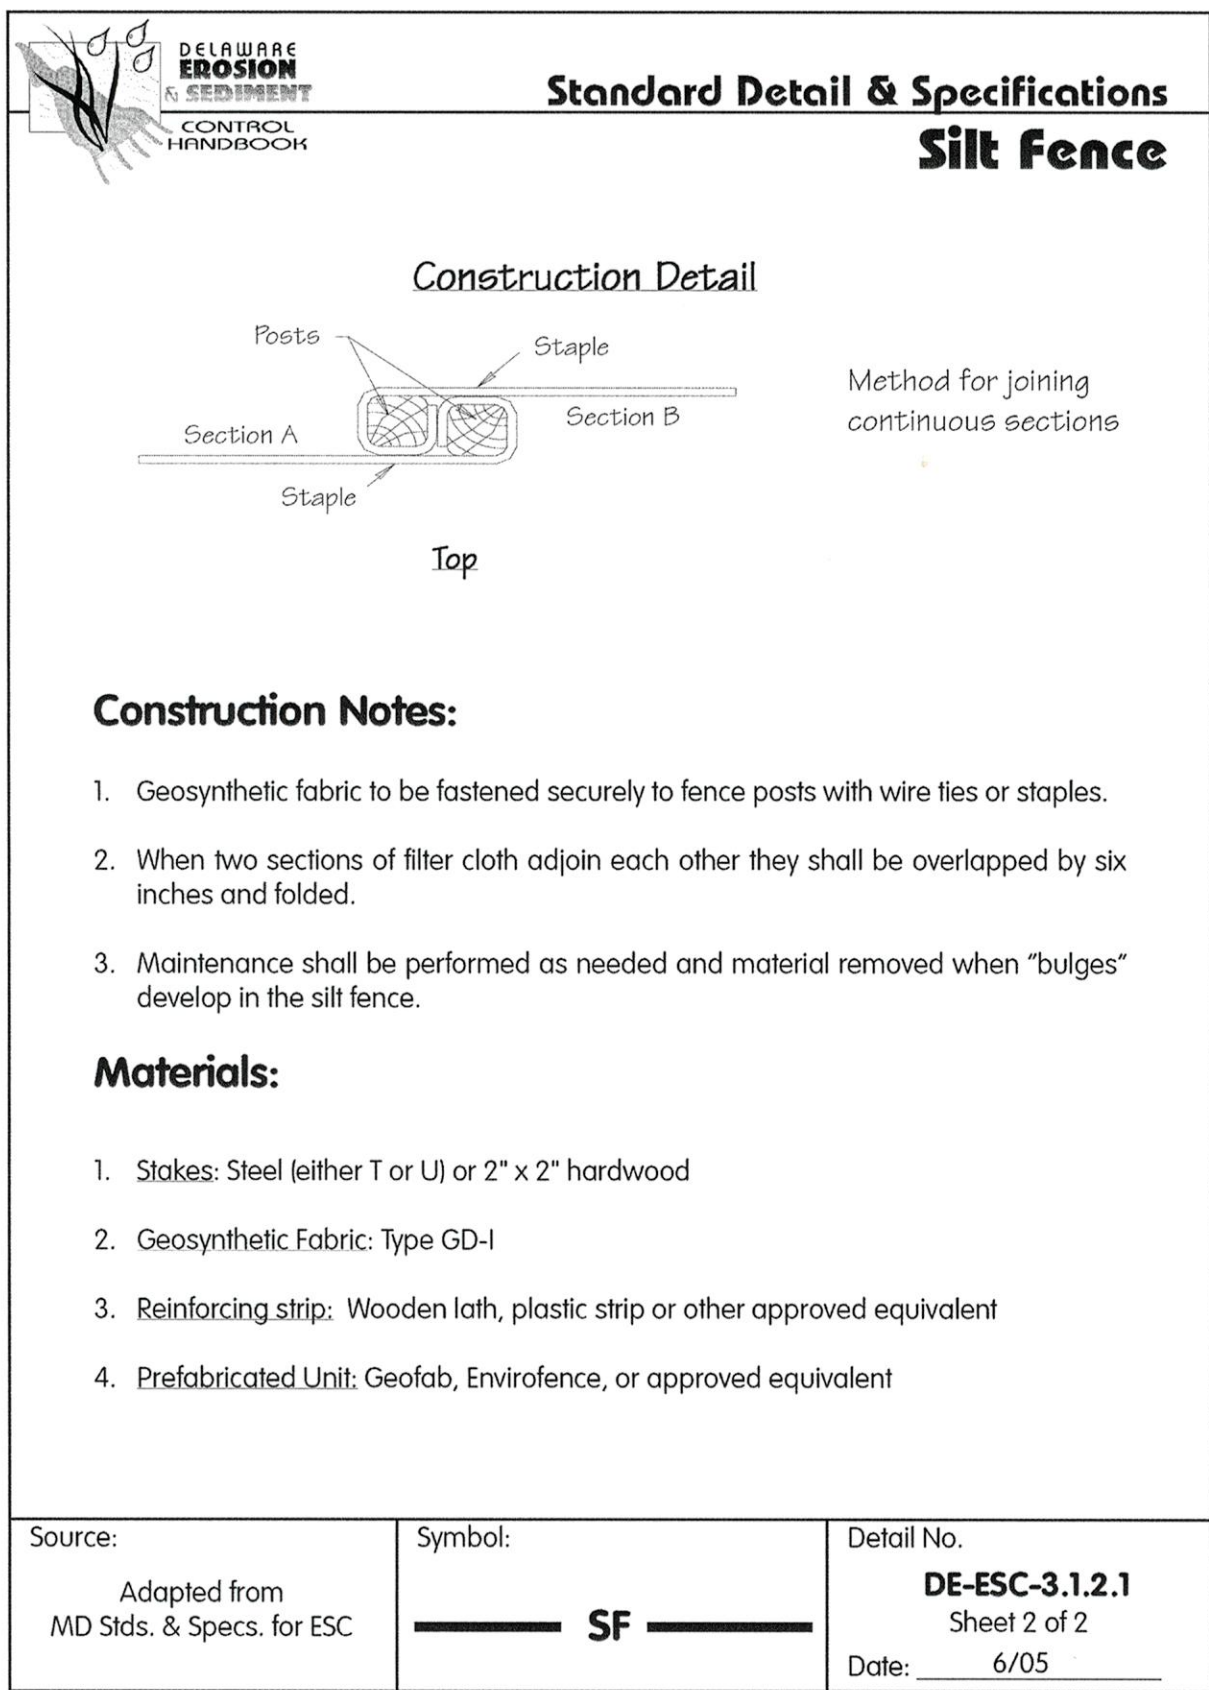 DELAWARE
EROSION
& SEDIMENT
CONTROL
HANDBOOK
Standard Detail & Specifications
Silt Fence
Construction Detail
Posts
Staple
Section A
Section B
Staple
Method for joining
continuous sections
Top
Construction Notes:
1. Geosynthetic fabric to be fastened securely to fence posts with wire ties or staples.
2. When two sections of filter cloth adjoin each other they shall be overlapped by six
inches and folded.
3. Maintenance shall be performed as needed and material removed when "bulges"
develop in the silt fence.
Materials:
1. Stakes: Steel (either T or U) or 2" x 2" hardwood
2. Geosynthetic Fabric: Type GD-I
3. Reinforcing strip: Wooden lath, plastic strip or other approved equivalent
4. Prefabricated Unit: Geofab, Envirofence, or approved equivalent
Source:
Adapted from
MD Stds. & Specs. for ESC
Symbol:
SF
Detail No.
DE-ESC-3.1.2.1
Sheet 2 of 2
Date: 6/05